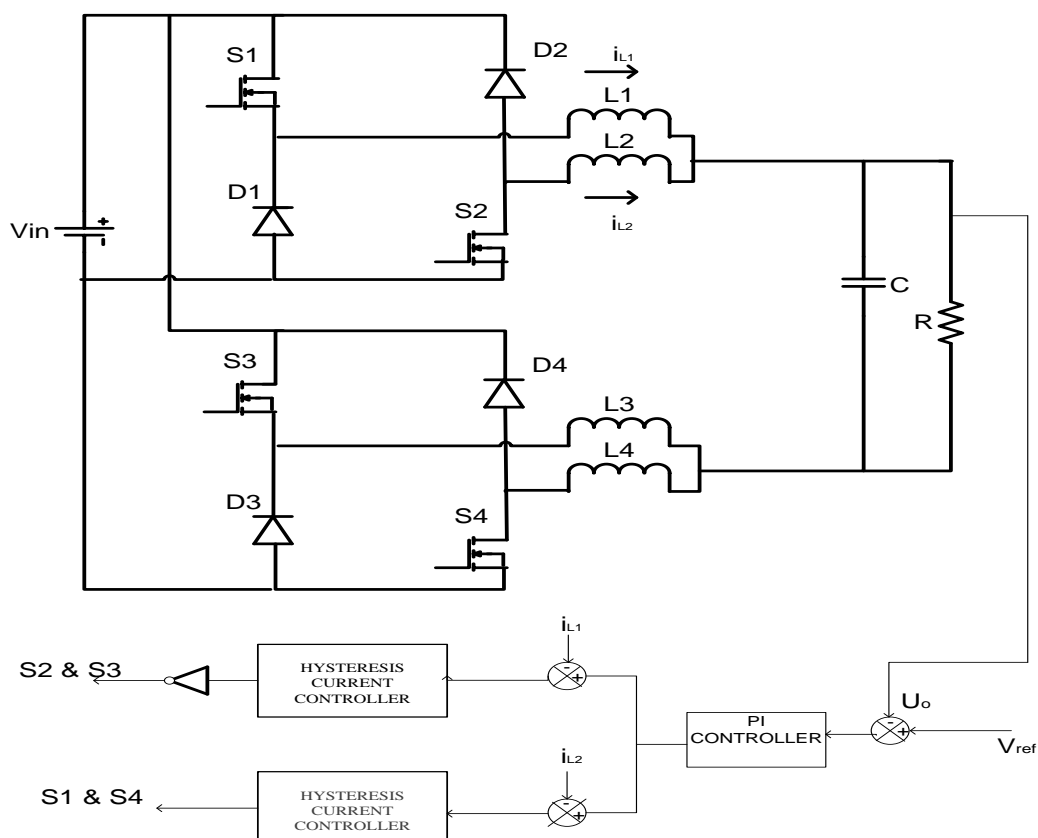 S1
D2
iL1
L1
L2
D1
S2
iL2
Vin
+
-
C
R
S3
D4
L3
L4
D3
S4
iL1
S2 & S3
HYSTERESIS
CURRENT
CONTROLLER
-
+
PI
CONTROLLER
Uo
-
+
Vref
iL2
S1 & S4
HYSTERESIS
CURRENT
CONTROLLER
-
+